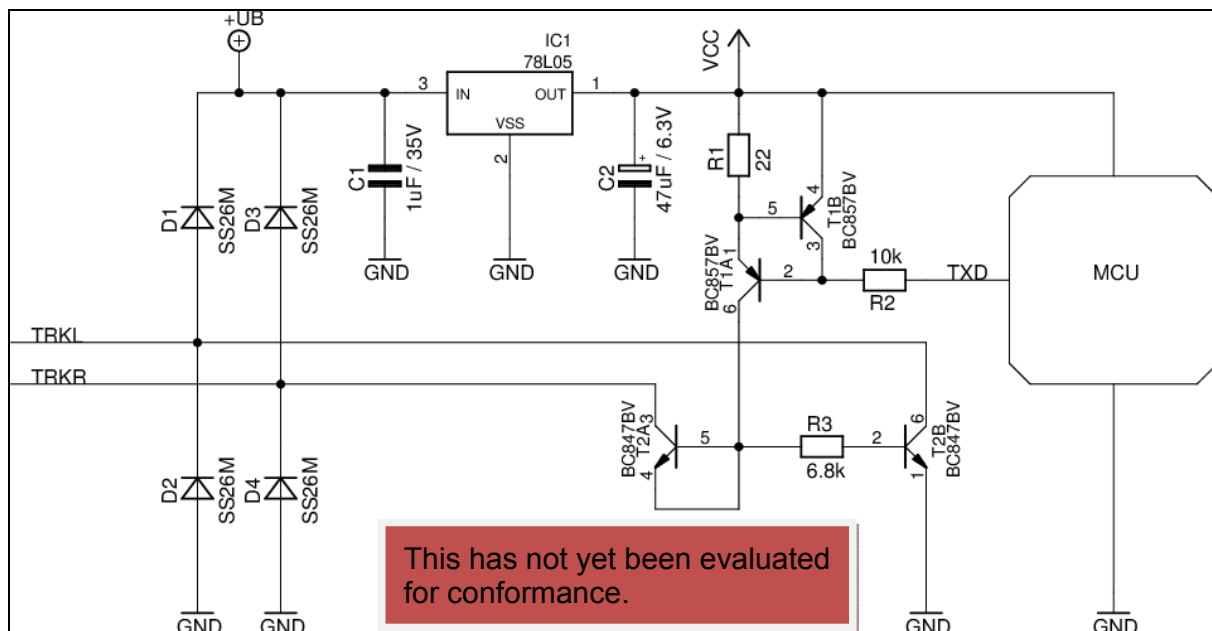 +UB
IC1
78L05
3
IN
OUT
1
VSS
2
VCC
C1
1uF / 35V
C2
+
47uF / 6.3V
R1
22
5
4
3
T1B
BC857BV
BC857BV
T1A
1
2
6
10k
R2
TXD
MCU
D1
SS26M
D3
SS26M
GND
GND
GND
TRKL
TRKR
BC847BV
T2A
3
5
4
R3
6.8k
2
6
1
T2B
BC847BV
D2
SS26M
D4
SS26M
This has not yet been evaluated
for conformance.
GND
GND
GND
GND